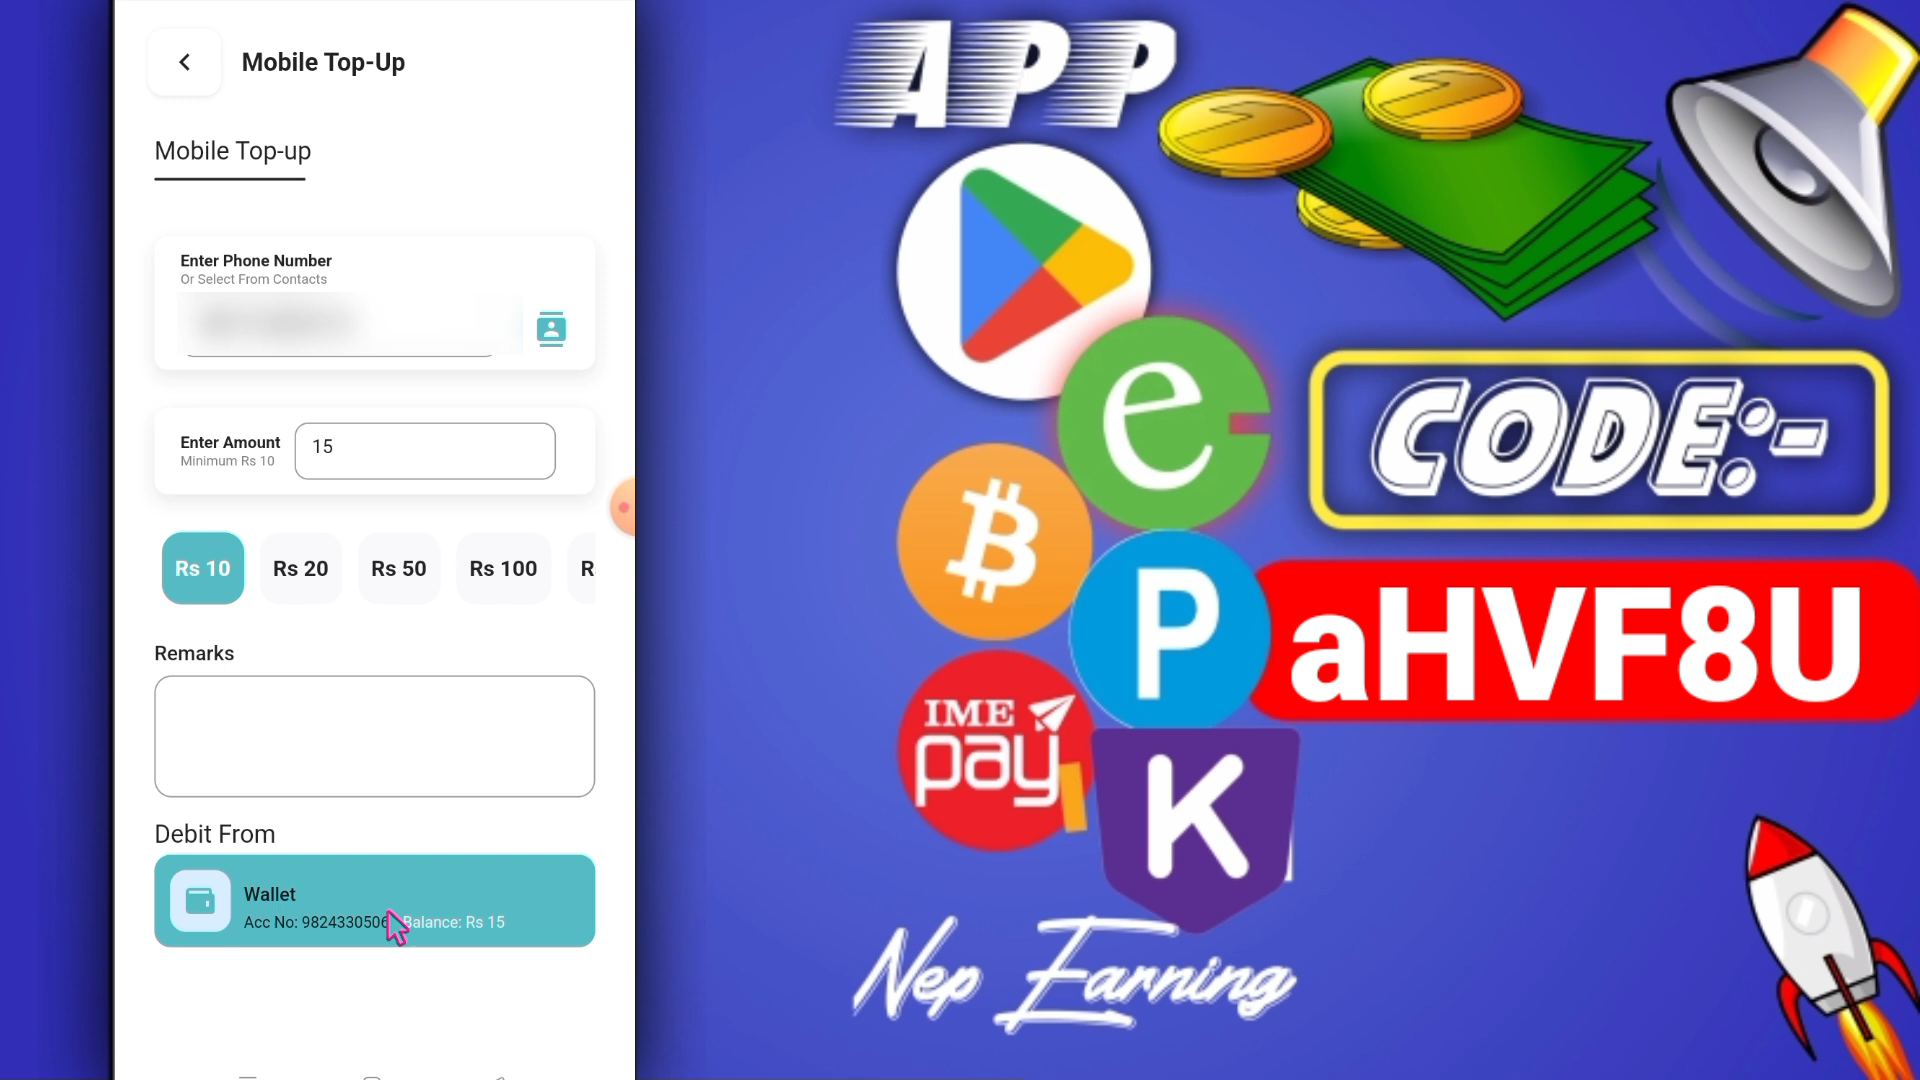 Mobile Top-Up
Mobile Top-up
Enter Phone Number
Or Select From Contacts
Enter Amount
Minimum Rs 10
15
Rs 10
Rs 20
Rs 50
Rs 100
R
Remarks
Debit From
Wallet
Acc No: 9824330506 Balance: Rs 15
APP
e
CODE:-
P
aHVF8U
IME
pay
K
Nep Earning